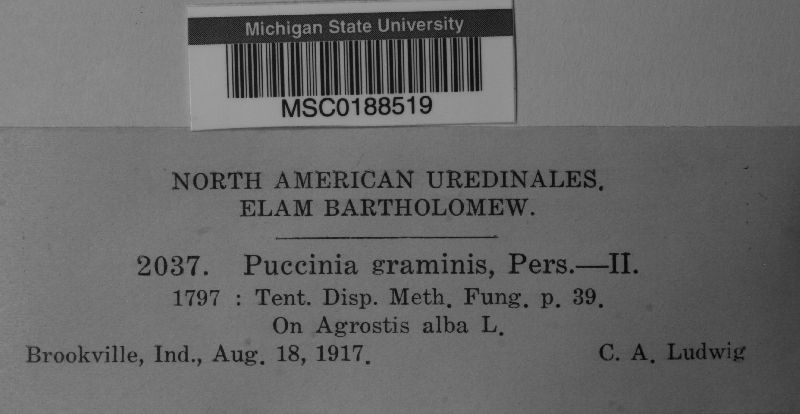 Michigan State University
MSC0188519
NORTH AMERICAN UREDINALES.
ELAM BARTHOLOMEW.
2037. Puccinia graminis, Pers.—II.
1797 : Tent. Disp. Meth. Fung. p. 39.
On Agrostis alba L.
Brookville, Ind., Aug. 18, 1917. C. A. Ludwig